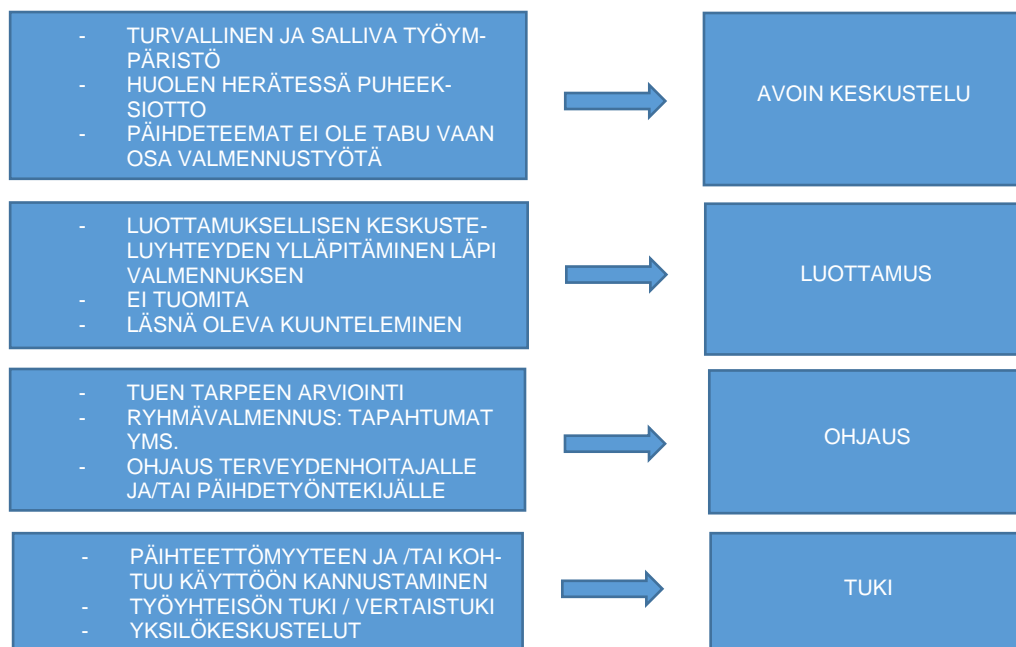 - TURVALLINEN JA SALLIVA TYÖYM-
PÄRISTÖ
- HUOLEN HERÄTESSÄ PUHEEK-
SIOTTO
- PÄIHDETEEMAT EI OLE TABU VAAN
OSA VALMENNUSTYÖTÄ
AVOIN KESKUSTELU
- LUOTTAMUKSELLISEN KESKUSTE-
LUYHTEYDEN YLLÄPITÄMINEN LÄPI
VALMENNUKSEN
- EI TUOMITA
- LÄSNÄ OLEVA KUUNTELEMINEN
LUOTTAMUS
- TUEN TARPEEN ARVIOINTI
- RYHMÄVALMENNUS: TAPAHTUMAT
YMS.
- OHJAUS TERVEYDENHOITAJALLE
JA/TAI PÄIHDETYÖNTEKIJÄLLE
OHJAUS
- PÄIHTEETTÖMYYTEEN JA /TAI KOH-
TUU KÄYTTÖÖN KANNUSTAMINEN
- TYÖYHTEISÖN TUKI / VERTAISTUKI
- YKSILÖKESKUSTELUT
TUKI